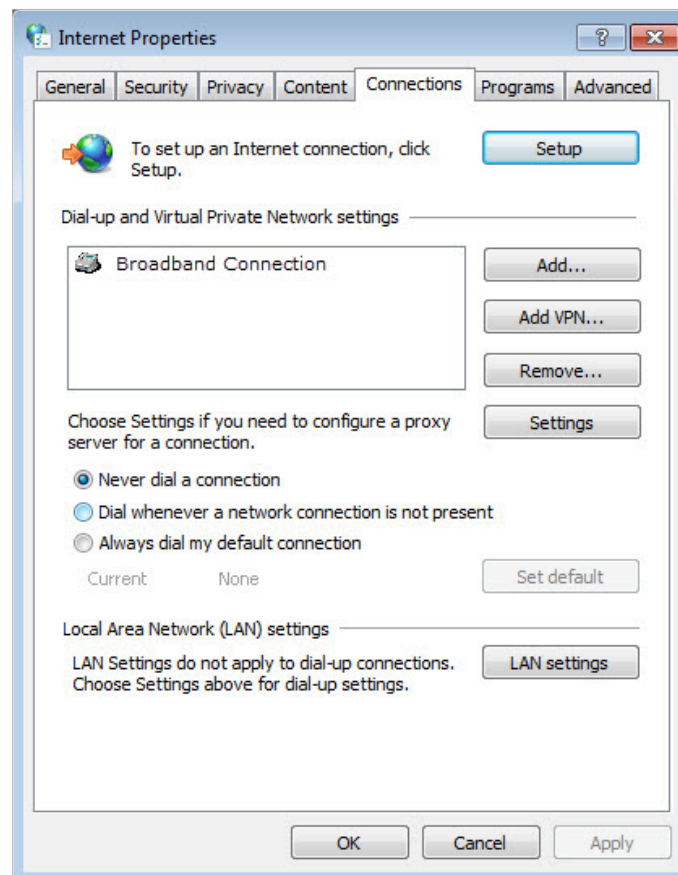 Internet Properties
General Security Privacy Content Connections Programs Advanced
To set up an Internet connection, click
Setup.
Setup
Dial-up and Virtual Private Network settings
Broadband Connection
Add...
Add VPN...
Remove...
Choose Settings if you need to configure a proxy
server for a connection.
Settings
Never dial a connection
Dial whenever a network connection is not present
Always dial my default connection
Current None
Set default
Local Area Network (LAN) settings
LAN Settings do not apply to dial-up connections.
Choose Settings above for dial-up settings.
LAN settings
OK Cancel Apply